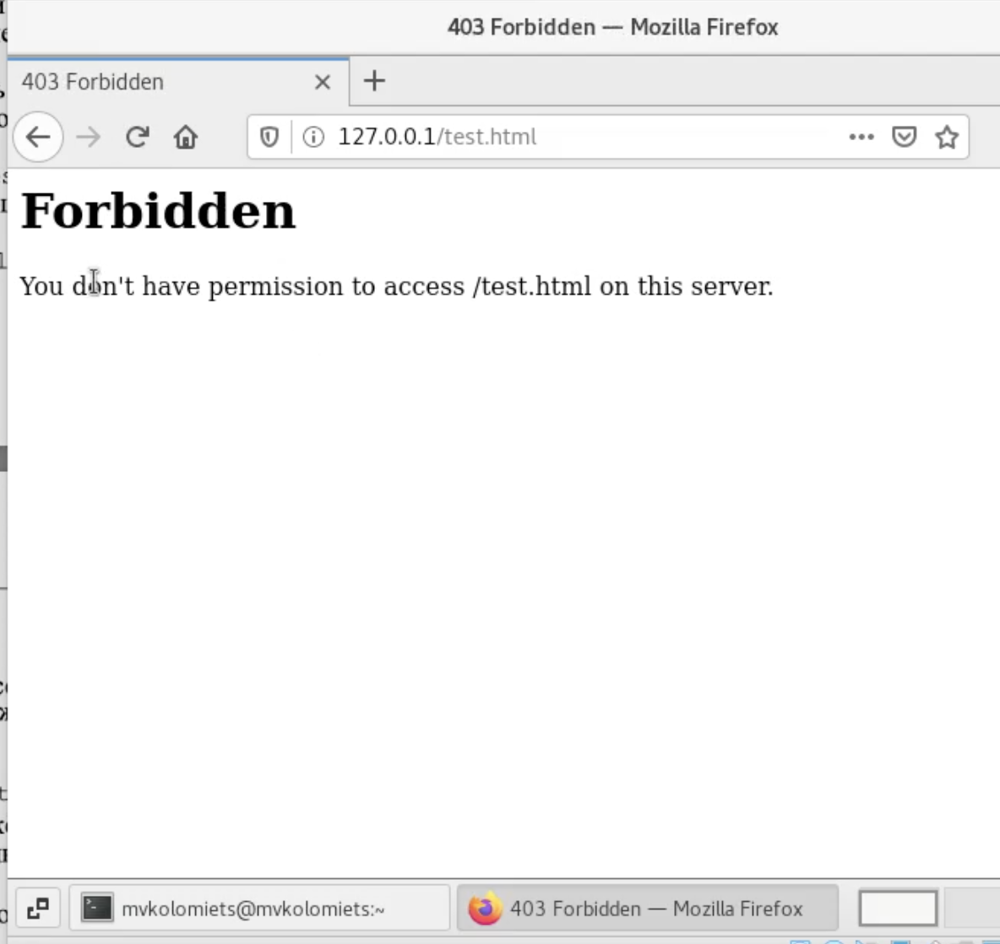 403 Forbidden — Mozilla Firefox
403 Forbidden
127.0.0.1/test.html
Forbidden
You don't have permission to access /test.html on this server.
mvkolomiets@mvkolomiets:~
403 Forbidden — Mozilla Firefox